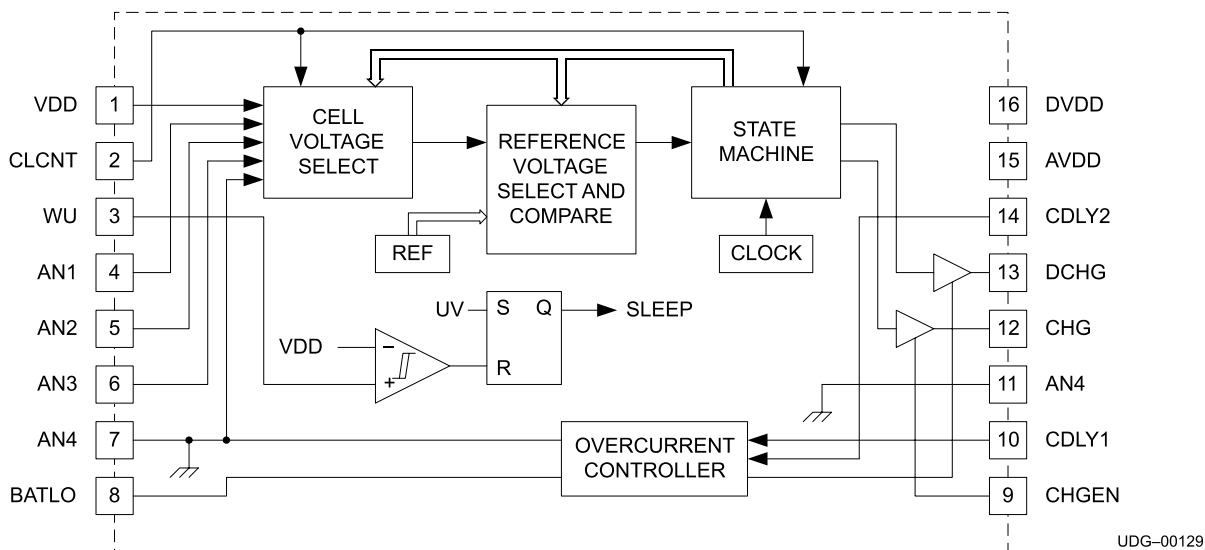 VDD 1
CLCNT 2
WU 3
AN1 4
AN2 5
AN3 6
AN4 7
BATLO 8
CELL
VOLTAGE
SELECT
REFERENCE
VOLTAGE
SELECT AND
COMPARE
STATE
MACHINE
REF
CLOCK
UV
S Q
R
SLEEP
VDD
−
+
OVERCURRENT
CONTROLLER
16 DVDD
15 AVDD
14 CDLY2
13 DCHG
12 CHG
11 AN4
10 CDLY1
9 CHGEN
UDG–00129